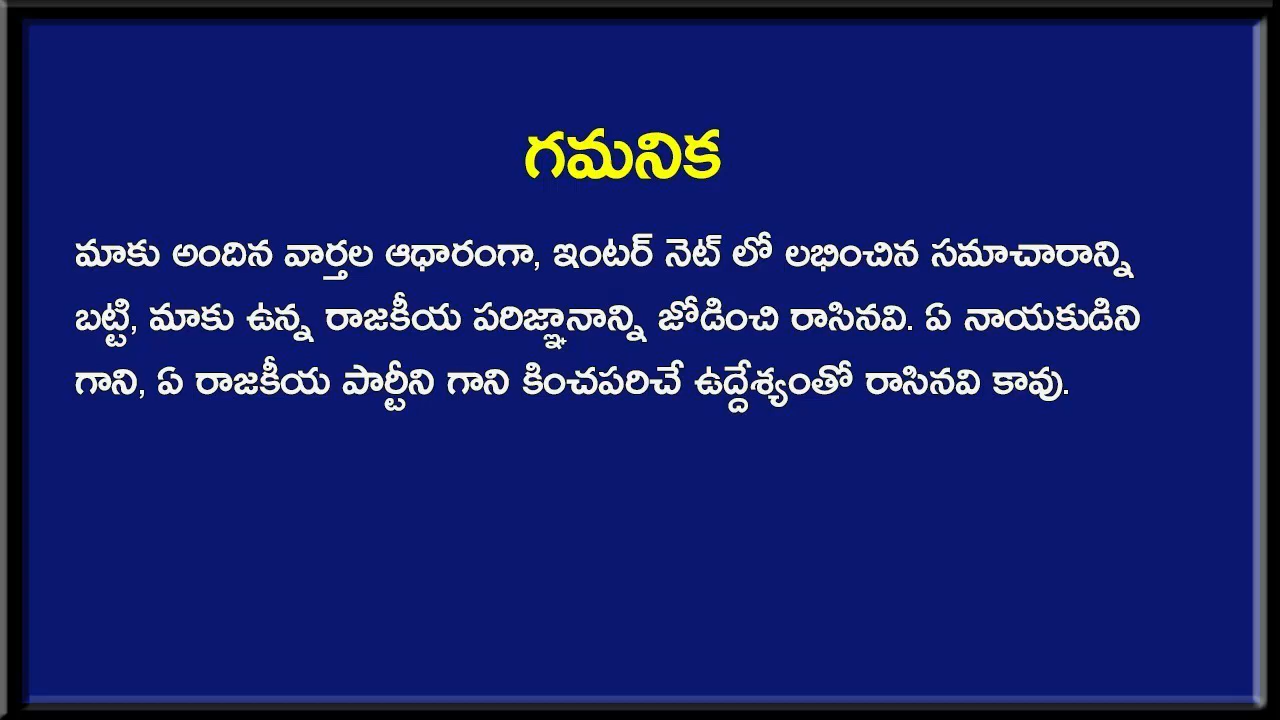 గమనిక
మాకు అందిన వార్తల ఆధారంగా, ఇంటర్ నెట్ లో లభించిన సమాచారాన్ని
బట్టి, మాకు ఉన్న రాజకీయ పరిజ్ఞానాన్ని జోడించి రాసినవి. ఏ నాయకుడిని
గాని, ఏ రాజకీయ పార్టీని గాని కించపరిచే ఉద్దేశ్యంతో రాసినవి కావు.